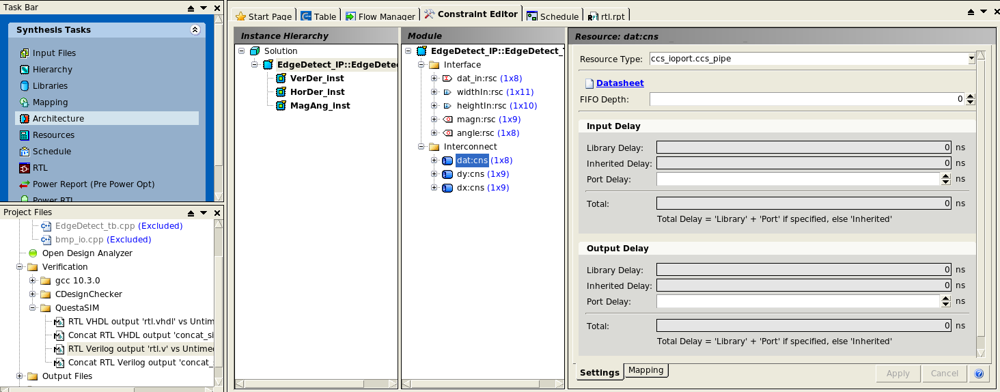 Task Bar
Synthesis Tasks
Input Files
Hierarchy
Libraries
Mapping
Architecture
Resources
Schedule
RTL
Power Report (Pre Power Opt)
Power RTL
Project Files
EdgeDetect_tb.cpp (Excluded)
bmp_io.cpp (Excluded)
Open Design Analyzer
Verification
gcc 10.3.0
CDesignChecker
QuestaSIM
RTL VHDL output 'rtl.vhdl' vs Untim
Concat RTL VHDL output 'concat_si
RTL Verilog output 'rtl.v' vs Untimed
Concat RTL Verilog output 'concat_
Output Files
Start Page
Table
Flow Manager
Constraint Editor
Schedule
rtl.rpt
Instance Hierarchy
Solution
EdgeDetect_IP::EdgeDetec
VerDer_inst
HorDer_inst
MagAng_inst
Module
EdgeDetect_IP::EdgeDetect_
Interface
dat_in:rsc (1x8)
widthIn:rsc (1x11)
heightIn:rsc (1x10)
magn:rsc (1x9)
angle:rsc (1x8)
Interconnect
dat:cns (1x8)
dy:cns (1x9)
dx:cns (1x9)
Resource: dat:cns
Resource Type: ccs_ioport.ccs_pipe
Datasheet
FIFO Depth: 0
Input Delay
Library Delay: 0 ns
Inherited Delay: 0 ns
Port Delay: ns
Total: 0 ns
Total Delay = 'Library' + 'Port' if specified, else 'Inherited'
Output Delay
Library Delay: 0 ns
Inherited Delay: 0 ns
Port Delay: ns
Total: 0 ns
Total Delay = 'Library' + 'Port' if specified, else 'Inherited'
Settings
Mapping
Apply
Cancel